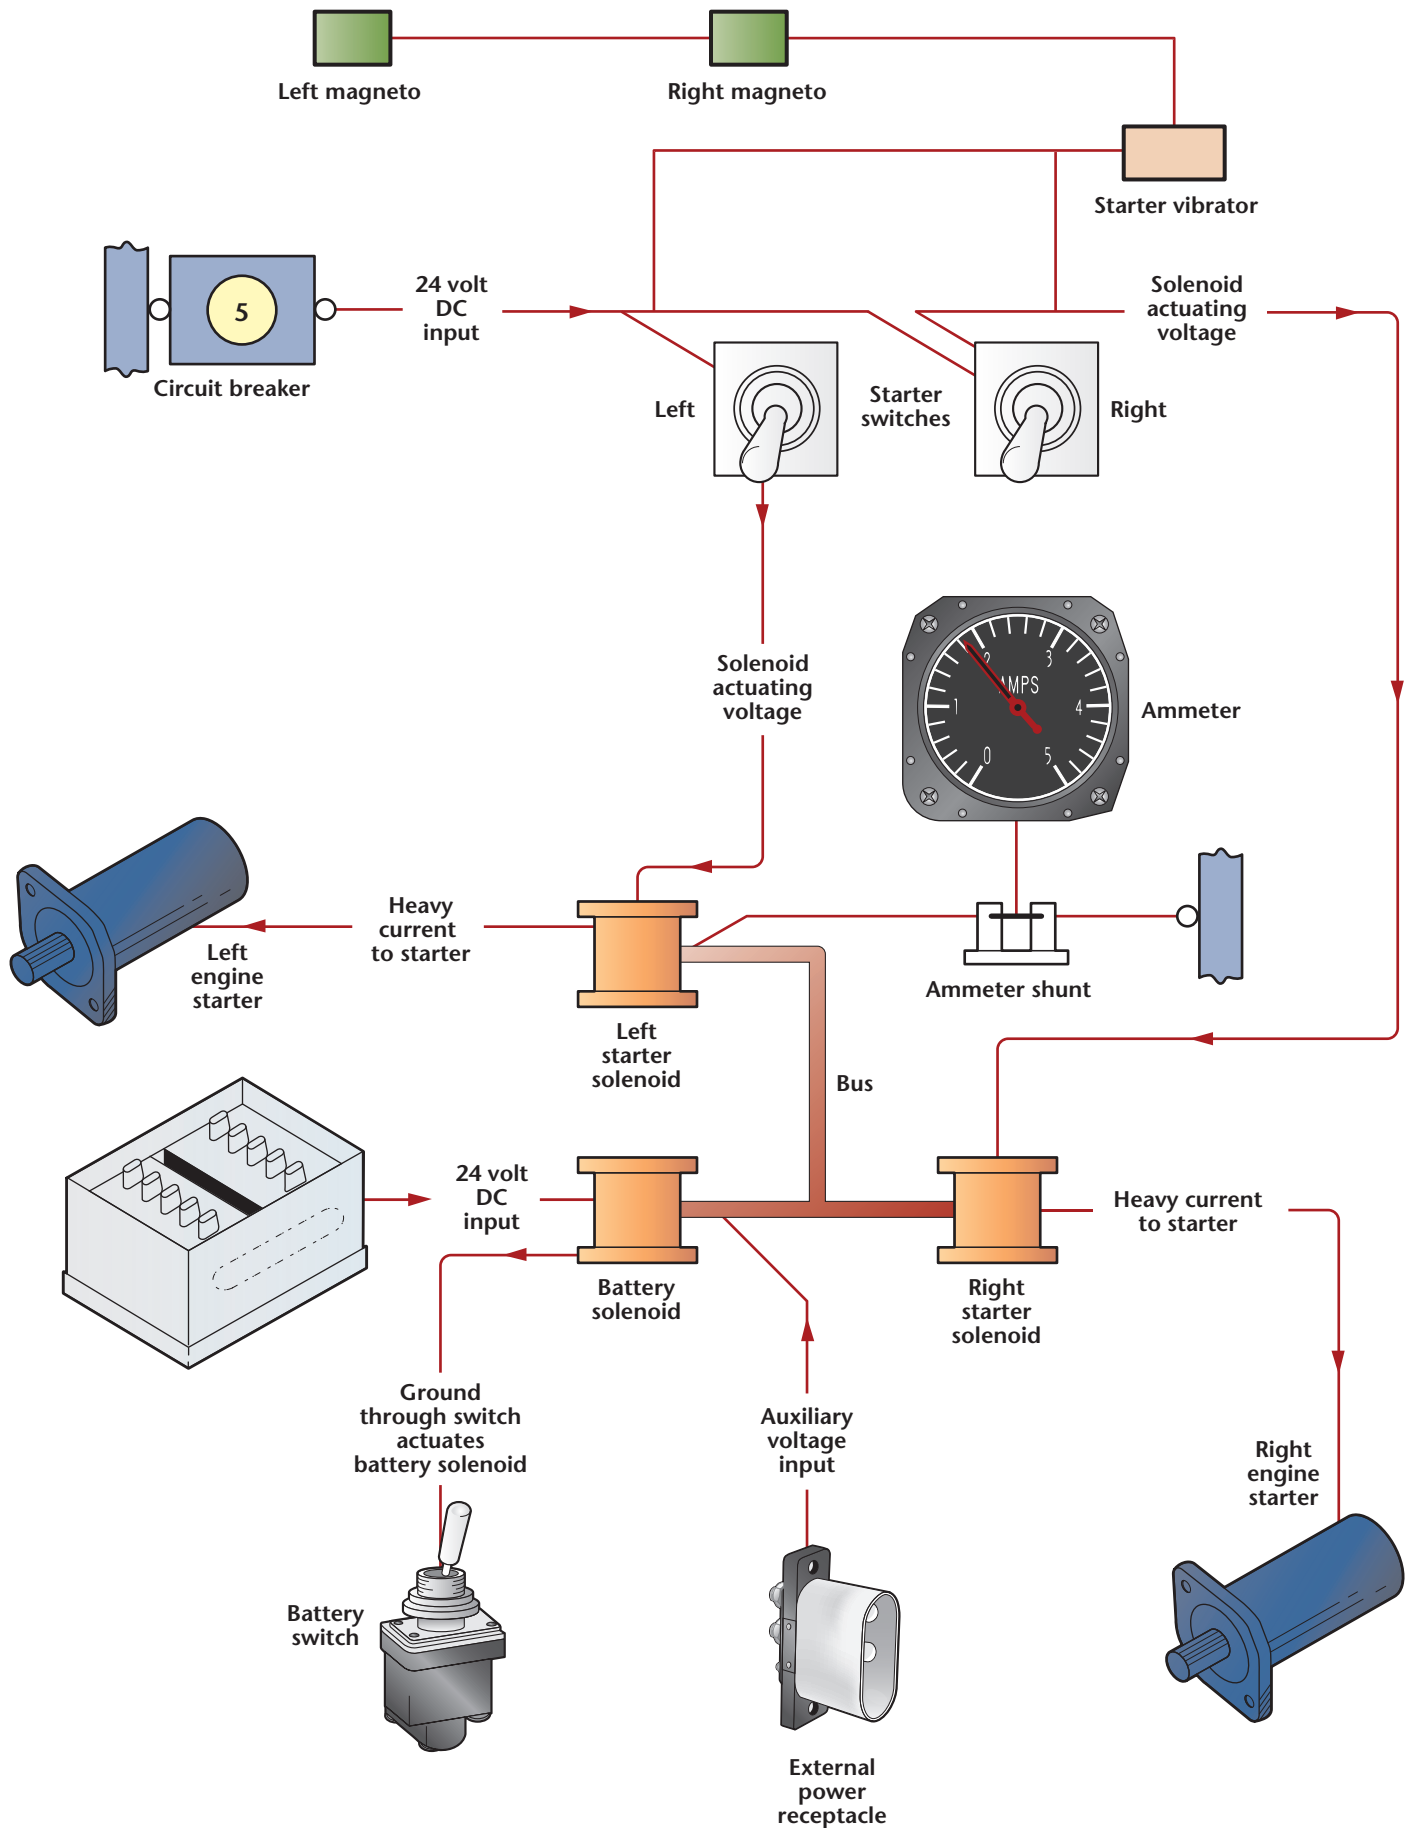 Left magneto
Right magneto
Starter vibrator
24 volt
DC
input
Solenoid
actuating
voltage
5
Circuit breaker
Left
Starter
switches
Right
Solenoid
actuating
voltage
2
3
AMPS
1
4
0
5
Ammeter
Heavy
current
to starter
Left
engine
starter
Ammeter shunt
Left
starter
solenoid
Bus
24 volt
DC
input
Heavy current
to starter
Battery
solenoid
Right
starter
solenoid
Ground
through switch
actuates
battery solenoid
Auxiliary
voltage
input
Right
engine
starter
Battery
switch
External
power
receptacle